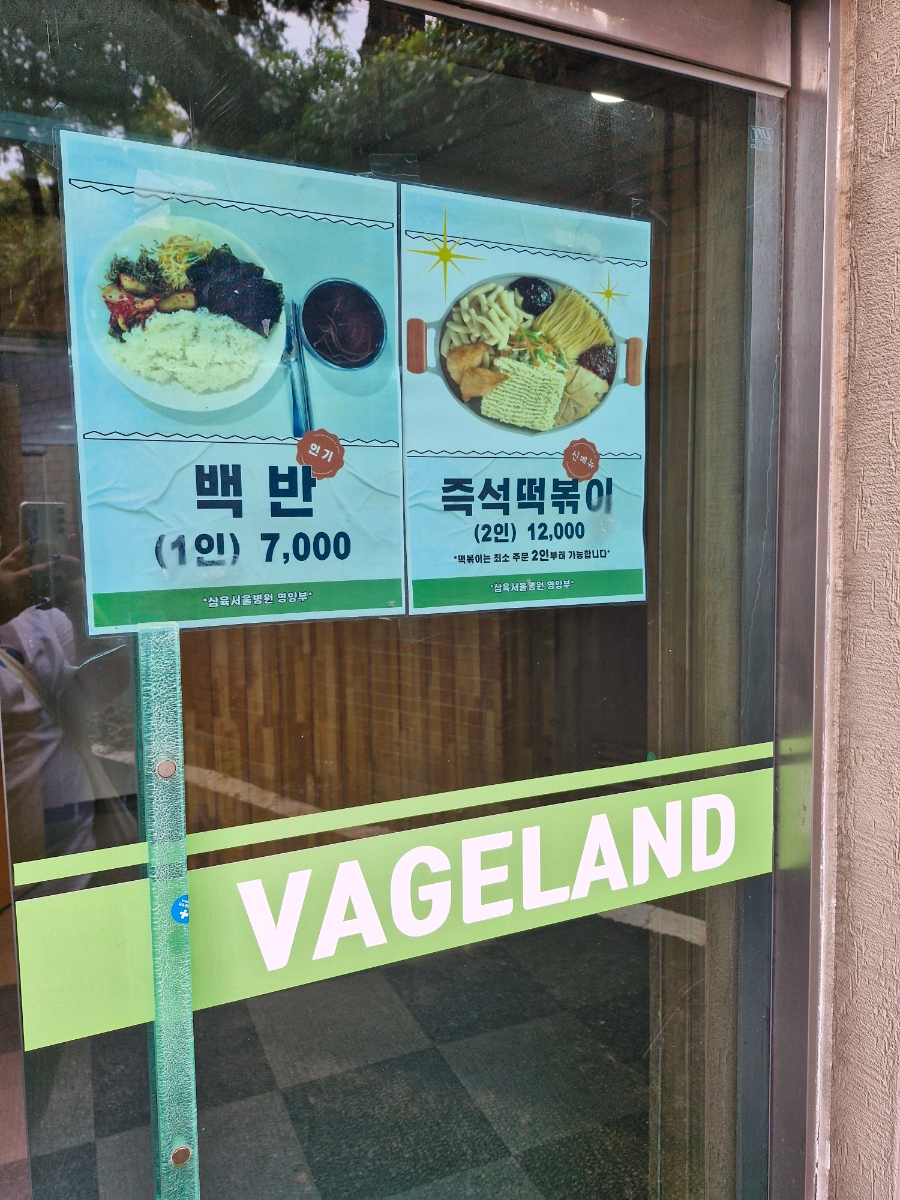 인기
백 반
(1인) 7,000
"삼육서울병원 영양부"
신메뉴
즉석떡볶이
(2인) 12,000
"떡볶이는 최소 주문 2인부터 가능합니다"
"삼육서울병원 영양부"
VAGELAND